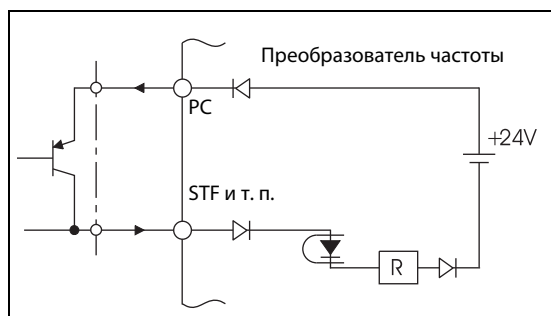 Преобразователь частоты
PC
+24V
STF и т. п.
R